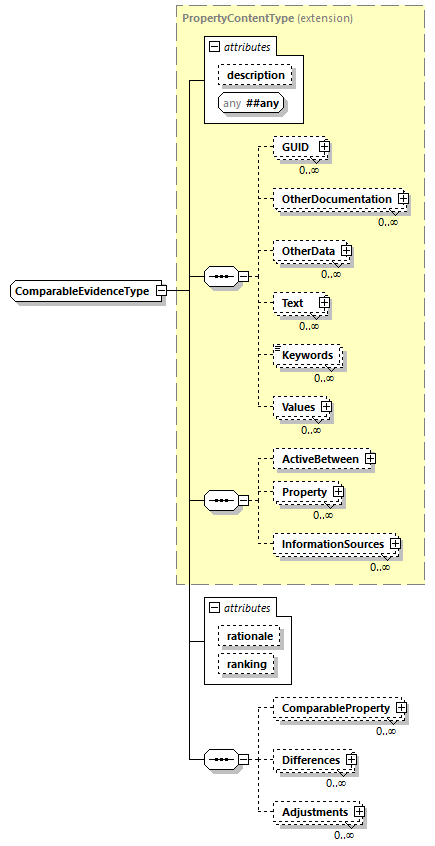 PropertyContentType (extension)
attributes
description
any ##any
GUID
0..∞
OtherDocumentation
0..∞
OtherData
0..∞
ComparableEvidenceType
Text
0..∞
Keywords
0..∞
Values
0..∞
ActiveBetween
Property
0..∞
InformationSources
0..∞
attributes
rationale
ranking
ComparableProperty
0..∞
Differences
0..∞
Adjustments
0..∞